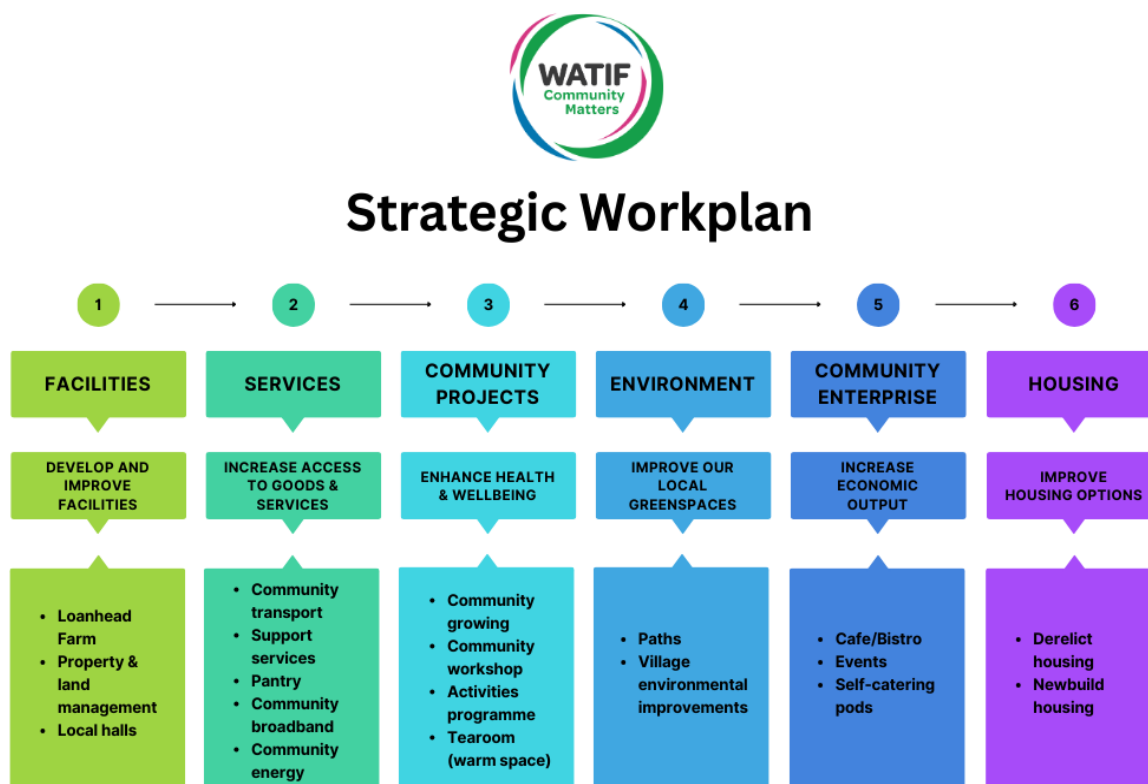 WATIF
Community
Matters
Strategic Workplan
1
2
3
4
5
6
FACILITIES
SERVICES
COMMUNITY
PROJECTS
ENVIRONMENT
COMMUNITY
ENTERPRISE
HOUSING
DEVELOP AND
IMPROVE
FACILITIES
INCREASE ACCESS
TO GOODS &
SERVICES
ENHANCE HEALTH
& WELLBEING
IMPROVE OUR
LOCAL
GREENSPACES
INCREASE
ECONOMIC
OUTPUT
IMPROVE
HOUSING OPTIONS
• Loanhead
Farm
• Property &
land
management
• Local halls
• Community
transport
• Support
services
• Pantry
• Community
broadband
• Community
energy
• Community
growing
• Community
workshop
• Activities
programme
• Tearoom
(warm space)
• Paths
• Village
environmental
improvements
• Cafe/Bistro
• Events
• Self-catering
pods
• Derelict
housing
• Newbuild
housing